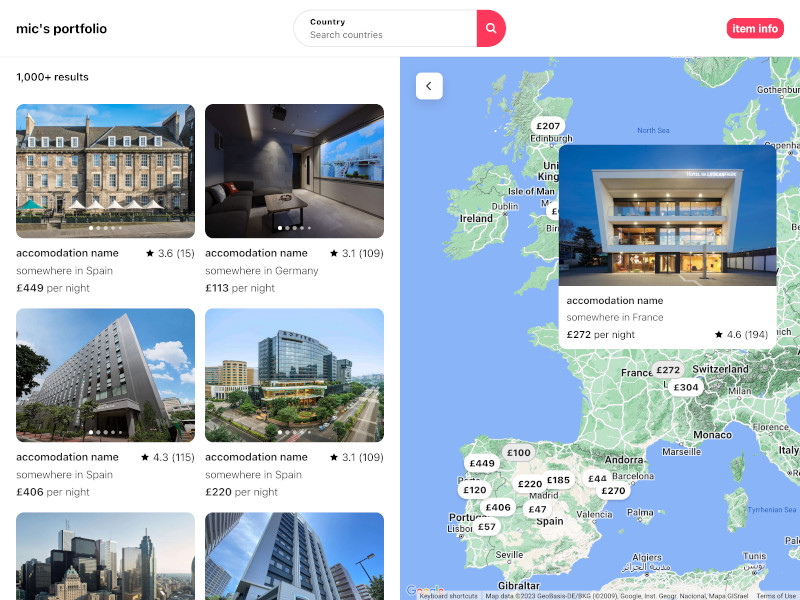 mic's portfolio
Country
Search countries
item info
1,000+ results
accomodation name
3.6 (15)
somewhere in Spain
£449 per night
accomodation name
3.1 (109)
somewhere in Germany
£113 per night
SOFITEL
accomodation name
4.3 (115)
somewhere in Spain
£406 per night
accomodation name
3.1 (109)
somewhere in Spain
£220 per night
Gothenburg
£207
Edinburgh
North Sea
Isle of Man
Dublin
Ireland
accomodation name
somewhere in France
£272 per night
4.6 (194)
France
£272
Switzerland
£304
Milan
Monaco
Florence
Marseille
Italy
£100
Andorra
£449
Barcelona
£220
£185
£44
£270
£120
Madrid
£406
£47
Valencia
Palma
Tyrrhenian Sea
£57
Spain
Seville
Algiers
الجزائر
Tunis
تونس
Gibraltar
Google
Keyboard shortcuts
Map data ©2023 GeoBasis-DE/BKG (©2009), Google, Inst. Geogr. Nacional, Mapa GISrael
Terms of Use